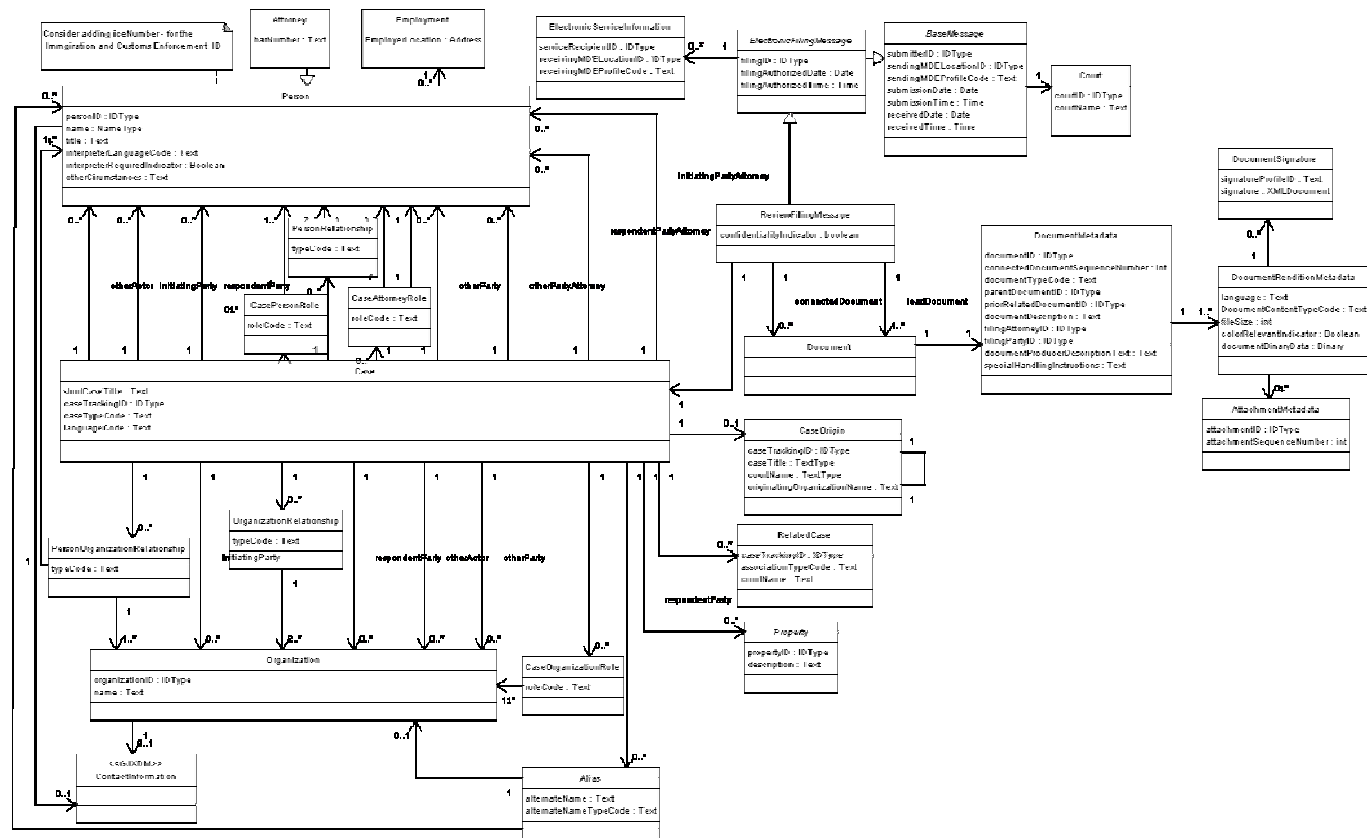 Consider adding iceNumber - for the
Immigration and Customs Enforcement ID
Attorney
barNumber : Text
Employment
EmployerLocation : Address
ElectronicServiceInformation
serviceRecipientID : IDType
receivingMDELocationID : IDType
receivingMDEProfileCode : Text
ElectronicFilingMessage
filingID : IDType
filingAuthorizedDate : Date
filingAuthorizedTime : Time
BaseMessage
submitterID : IDType
sendingMDELocationID : IDType
sendingMDEProfileCode : Text
submissionDate : Date
submissionTime : Time
receivedDate : Date
receivedTime : Time
Court
courtID : IDType
courtName : Text
Person
personID : IDType
name : NameType
title : Text
interpreterLanguageCode : Text
interpreterRequiredIndicator : Boolean
otherCircumstances : Text
initiatingPartyAttorney
respondentPartyAttorney
ReviewFilingMessage
confidentialityIndicator : boolean
DocumentSignature
signatureProfileID : Text
signature : XMLDocument
DocumentMetadata
documentID : IDType
connectedDocumentSequenceNumber : int
documentTypeCode : Text
parentDocumentID : IDType
priorRelatedDocumentID : IDType
documentDescription : Text
filingAttorneyID : IDType
filingPartyID : IDType
documentProducerDescriptionText : Text
specialHandlingInstructions : Text
DocumentRenditionMetadata
language : Text
DocumentContentTypeCode : Text
fileSize : int
colorRelevantIndicator : Boolean
documentBinaryData : Binary
AttachmentMetadata
attachmentID : IDType
attachmentSequenceNumber : int
PersonRelationship
typeCode : Text
otherActor
initiatingParty
respondentParty
otherParty
otherPartyAttorney
connectedDocument
leadDocument
CasePersonRole
roleCode : Text
CaseAttorneyRole
roleCode : Text
Document
Case
shortCaseTitle : Text
caseTrackingID : IDType
caseTypeCode : Text
languageCode : Text
CaseOrigin
caseTrackingID : IDType
caseTitle : TextType
courtName : TextType
originatingOrganizationName : Text
OrganizationRelationship
typeCode : Text
initiatingParty
PersonOrganizationRelationship
typeCode : Text
respondentParty
otherActor
otherParty
RelatedCase
caseTrackingID : IDType
associationTypeCode : Text
courtName : Text
respondentParty
Property
propertyID : IDType
description : Text
Organization
organizationID : IDType
name : Text
CaseOrganizationRole
roleCode : Text
ContactInformation
Alias
alternateName : Text
alternateNameTypeCode : Text